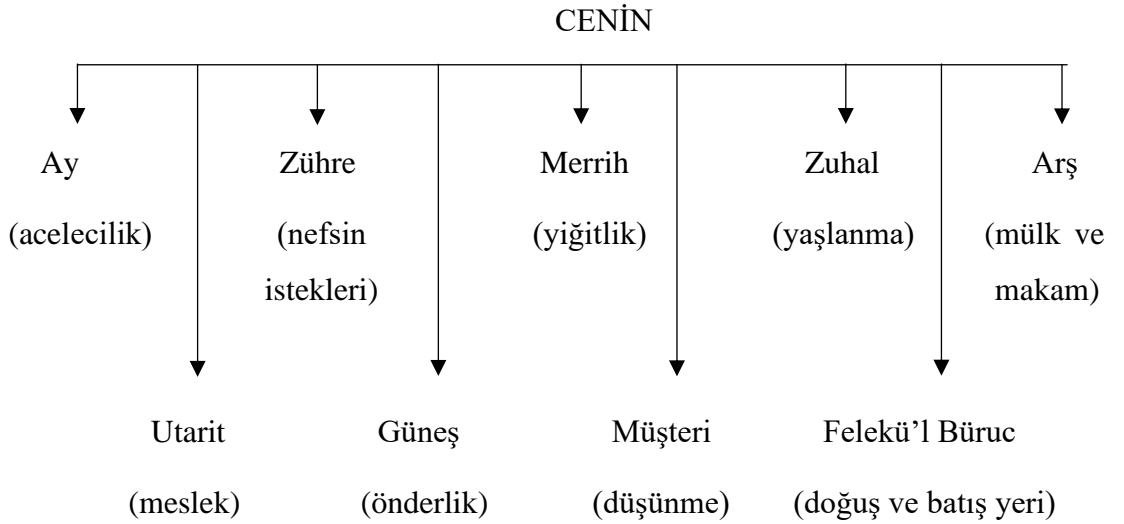 CENİN
Ay Zühre Merrih Zuhal Arş
(acelecilik) (nefsin (yiğitlik) (yaşlanma) (mülk ve
istekleri) makam)
Utarit Güneş Müşteri Felekü’l Büruc
(meslek) (önderlik) (düşünme) (doğuş ve batış yeri)